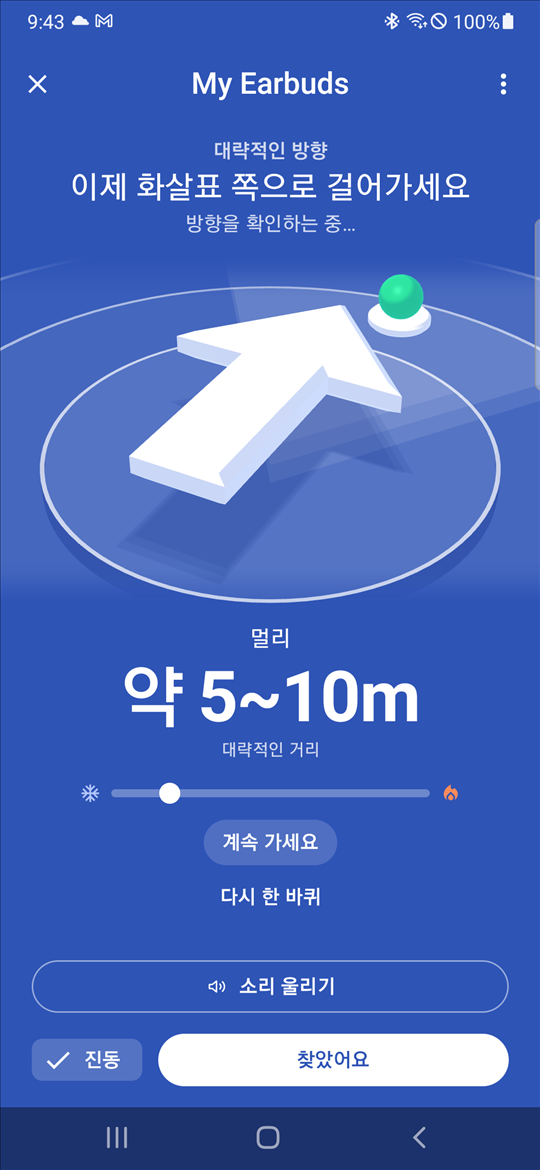 9:43
100%
My Earbuds
대략적인 방향
이제 화살표 쪽으로 걸어가세요
방향을 확인하는 중...
멀리
약 5~10m
대략적인 거리
계속 가세요
다시 한 바퀴
소리 울리기
진동
찾았어요